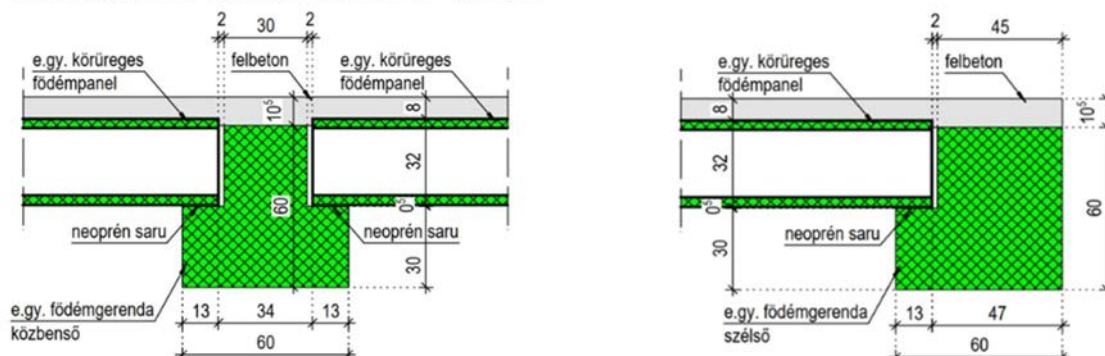 2 30 2
e.gy. körüreges
födémpanel
felbeton
e.gy. körüreges
födémpanel
10⁵
8
32
60
0⁵
30
neoprén saru
neoprén saru
e.gy. födémgerenda
közbenső
13 34 13
60
2 45
felbeton
e.gy. körüreges
födémpanel
8
10⁵
32
60
0⁵
30
neoprén saru
e.gy. födémgerenda
szélső
13 47
60